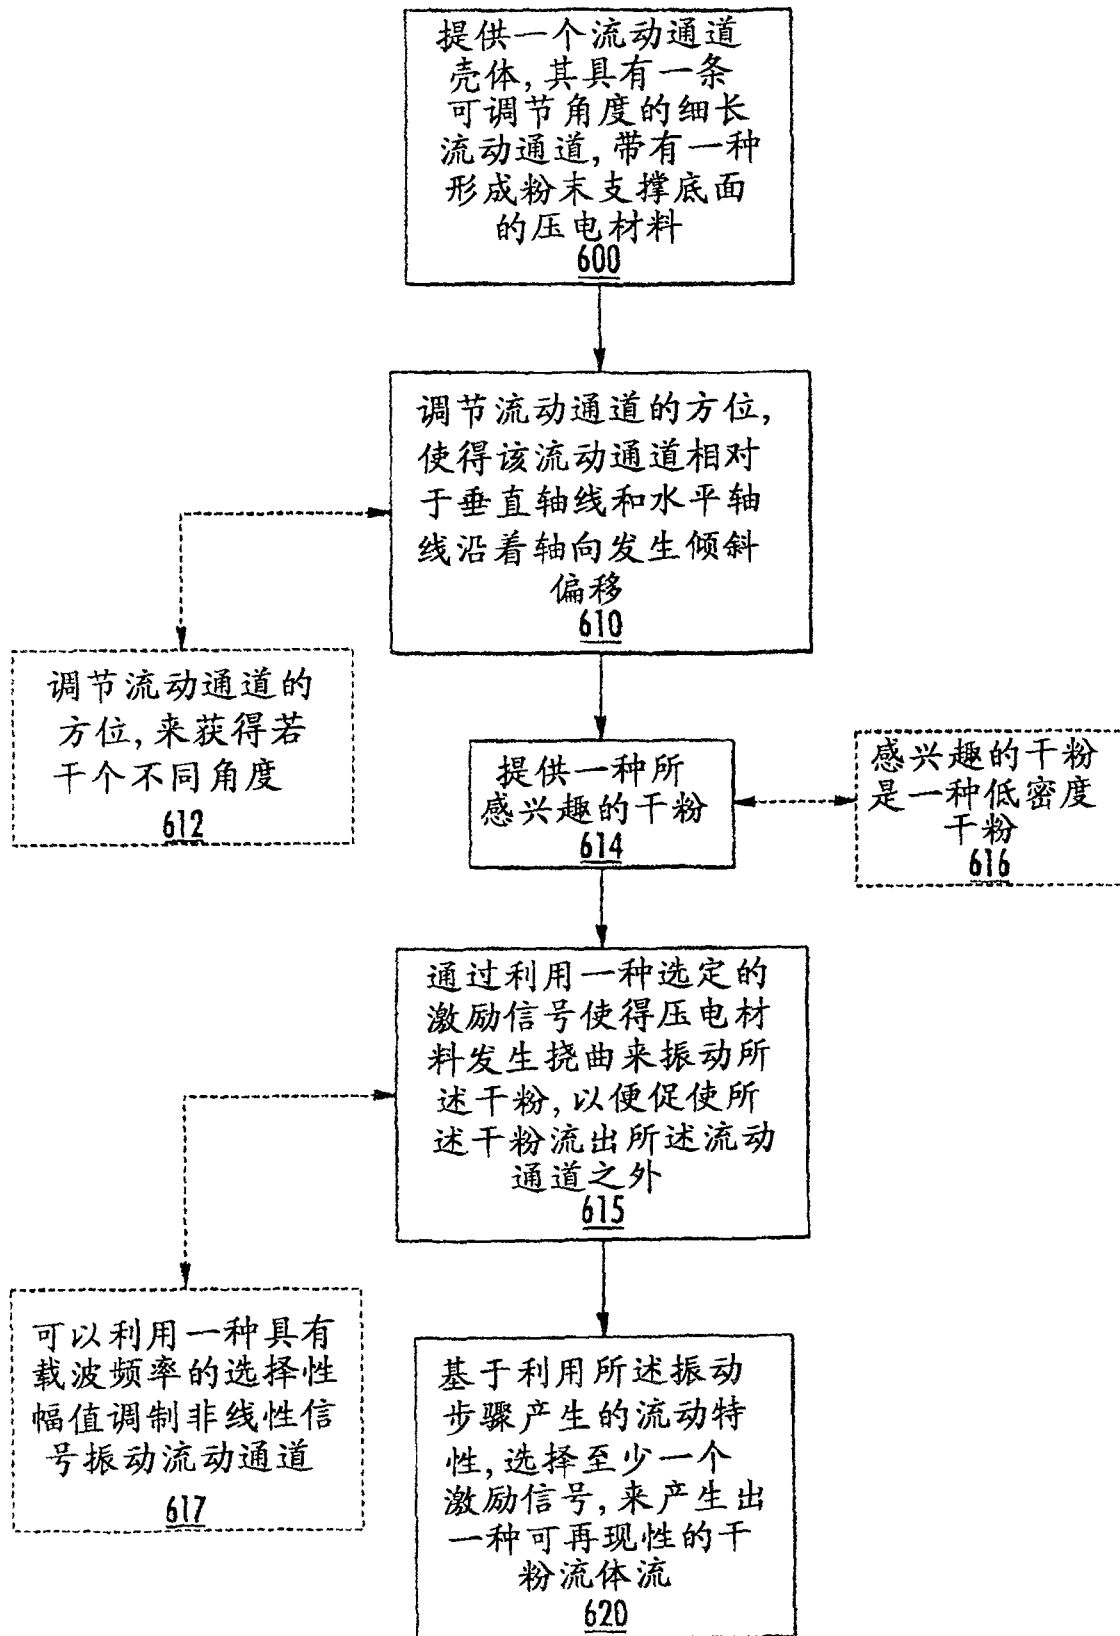 提供一个流动通道
壳体,其具有一条
可调节角度的细长
流动通道,带有一种
形成粉末支撑底面
的压电材料
600
调节流动通道的方位,
使得该流动通道相对
于垂直轴线和水平轴
线沿着轴向发生倾斜
偏移
610
调节流动通道的
方位,来获得若
干个不同角度
612
提供一种所
感兴趣的干粉
614
感兴趣的干粉
是一种低密度
干粉
616
通过利用一种选定的
激励信号使得压电材
料发生挠曲来振动所
述干粉,以便促使所
述干粉流出所述流动
通道之外
615
可以利用一种具有
载波频率的选择性
幅值调制非线性信
号振动流动通道
617
基于利用所述振动
步骤产生的流动特
性,选择至少一个
激励信号,来产生出
一种可再现性的干
粉流体流
620